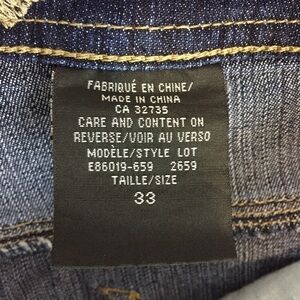 FABRIQUÉ EN CHINE/
MADE IN CHINA
CA 32735
CARE AND CONTENT ON
REVERSE/VOIR AU VERSO
MODÈLE/STYLE LOT
E86019-659 2659
TAILLE/SIZE
33